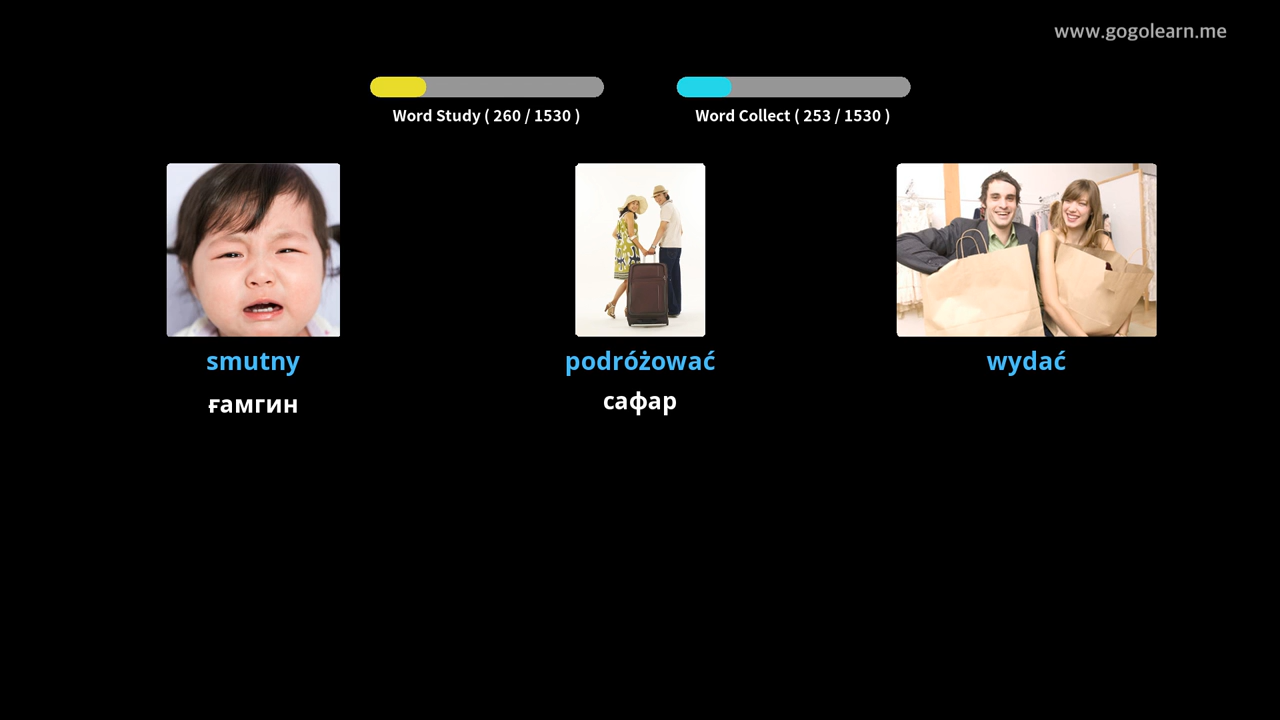 www.gogolearn.me
Word Study ( 260 / 1530 )
Word Collect ( 253 / 1530 )
smutny
podróżować
wydać
ғамгин
сафар